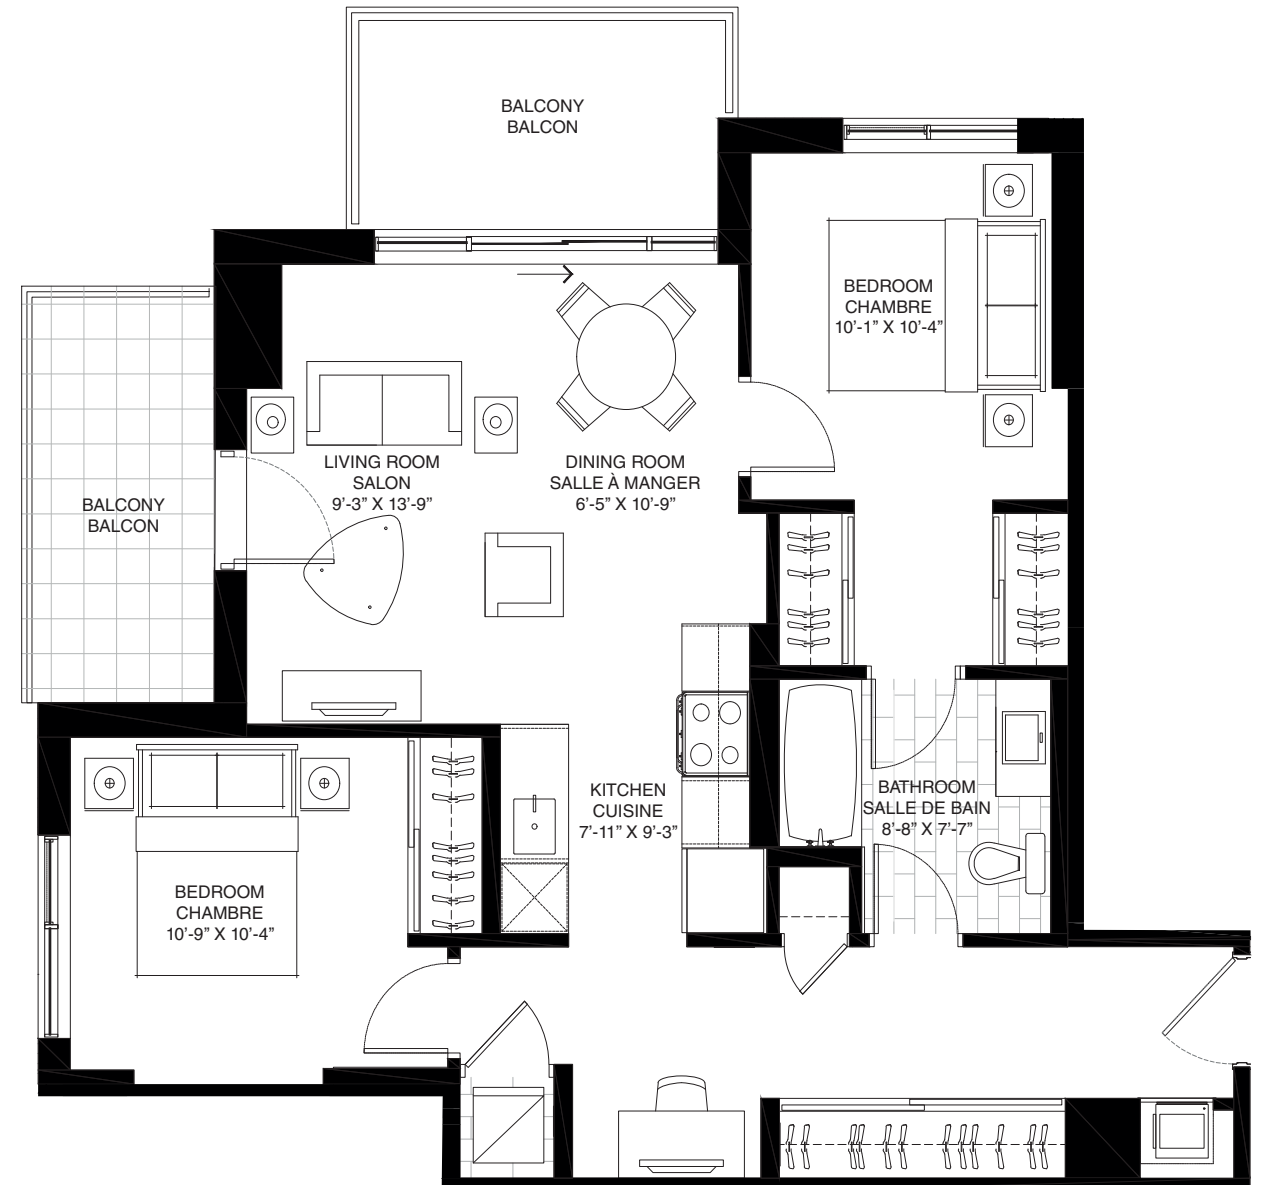 BALCONY
BALCON
BEDROOM
CHAMBRE
10’-1” X 10’-4”
LIVING ROOM
SALON
9’-3” X 13’-9”
DINING ROOM
SALLE À MANGER
6’-5” X 10’-9”
BALCONY
BALCON
KITCHEN
CUISINE
7’-11” X 9’-3”
BATHROOM
SALLE DE BAIN
8’-8” X 7’-7”
BEDROOM
CHAMBRE
10’-9” X 10’-4”